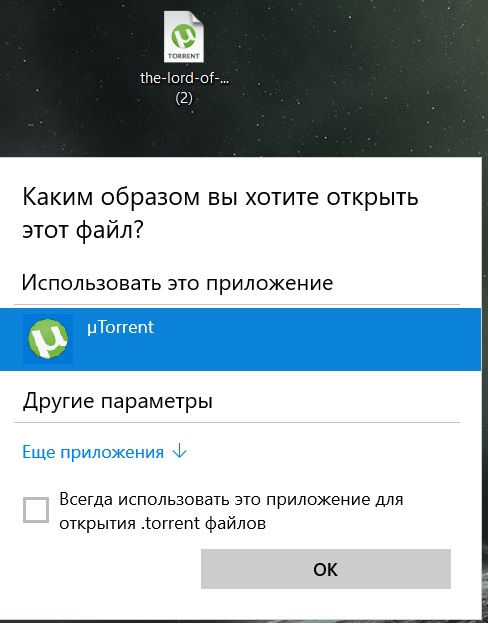 µ
TORRENT
the-lord-of-...
(2)
Каким образом вы хотите открыть
этот файл?
Использовать это приложение
µ
µTorrent
Другие параметры
Еще приложения ↓
Всегда использовать это приложение для
открытия .torrent файлов
ОК